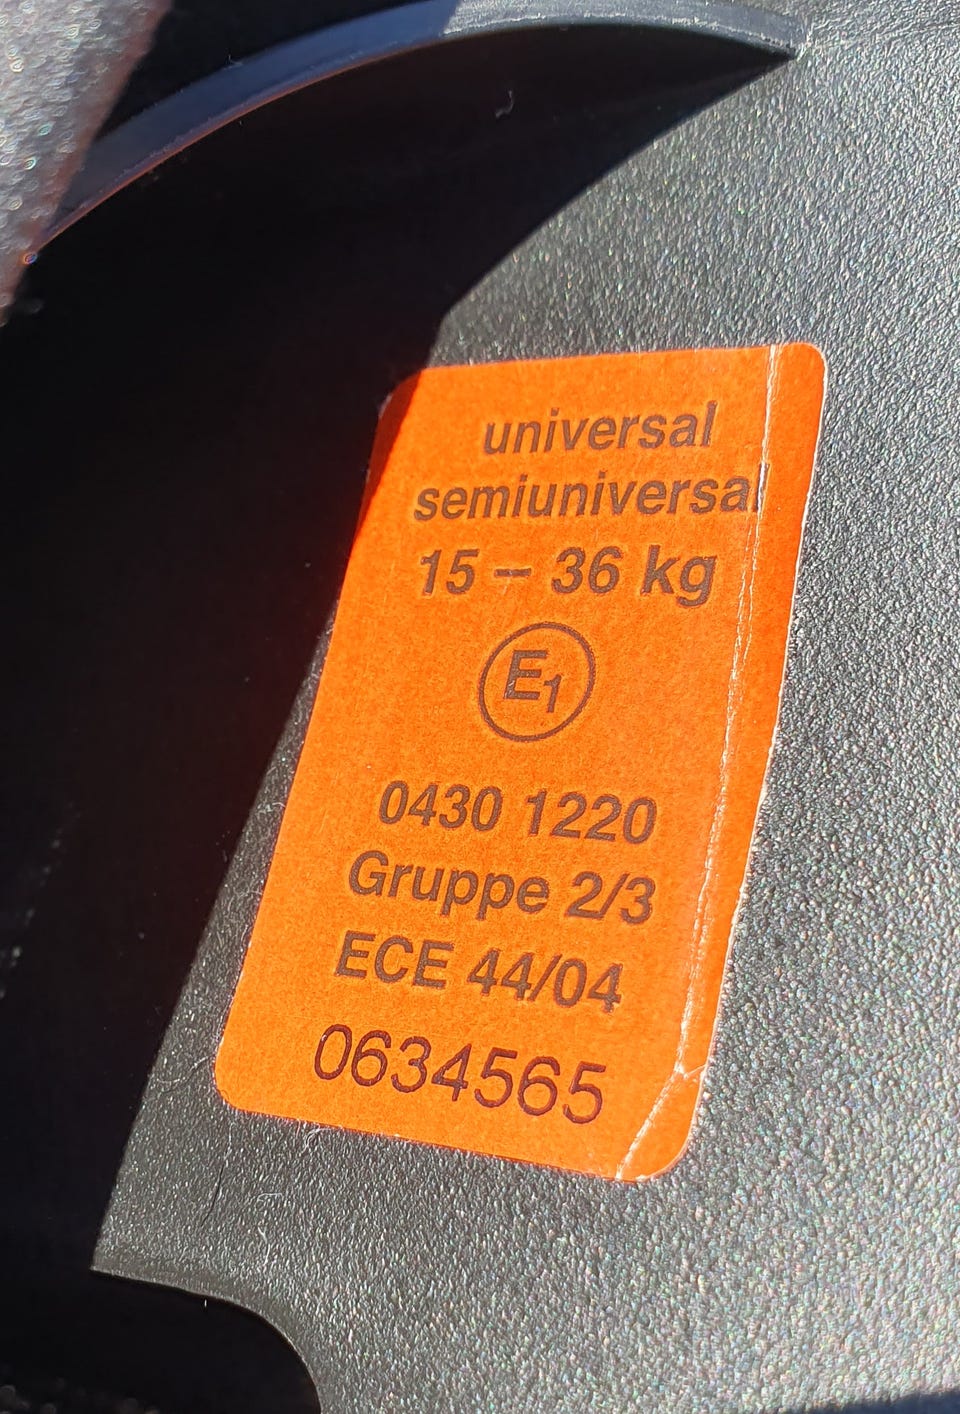 universal
semiuniversal
15 – 36 kg
E1
0430 1220
Gruppe 2/3
ECE 44/04
0634565